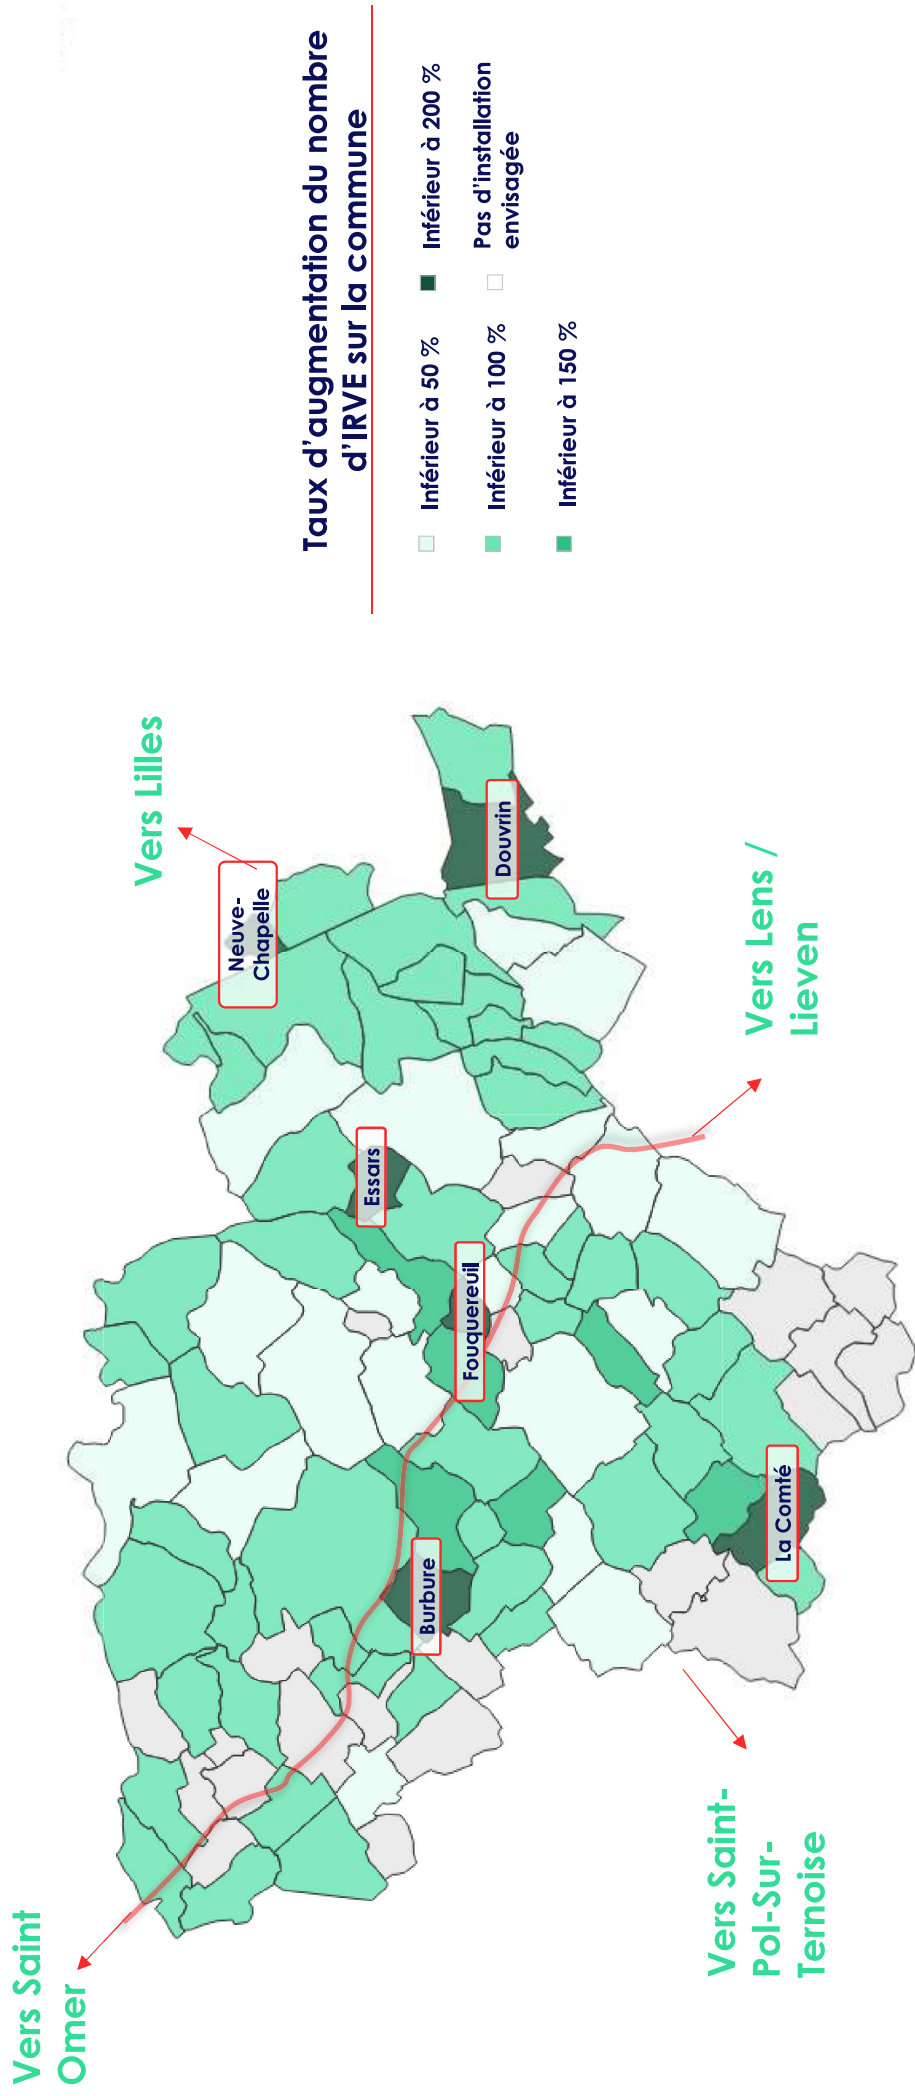 Taux d'augmentation du nombre
d'IRVE sur la commune
Inférieur à 50 %
Inférieur à 100 %
Inférieur à 150 %
Inférieur à 200 %
Pas d'installation
envisagée
Vers Saint
Omer
Vers Lilles
Neuve-
Chapelle
Essars
Douvrin
Fouquereuil
Burbure
La Comté
Vers Lens /
Lieven
Vers Saint-
Pol-Sur-
Ternoise